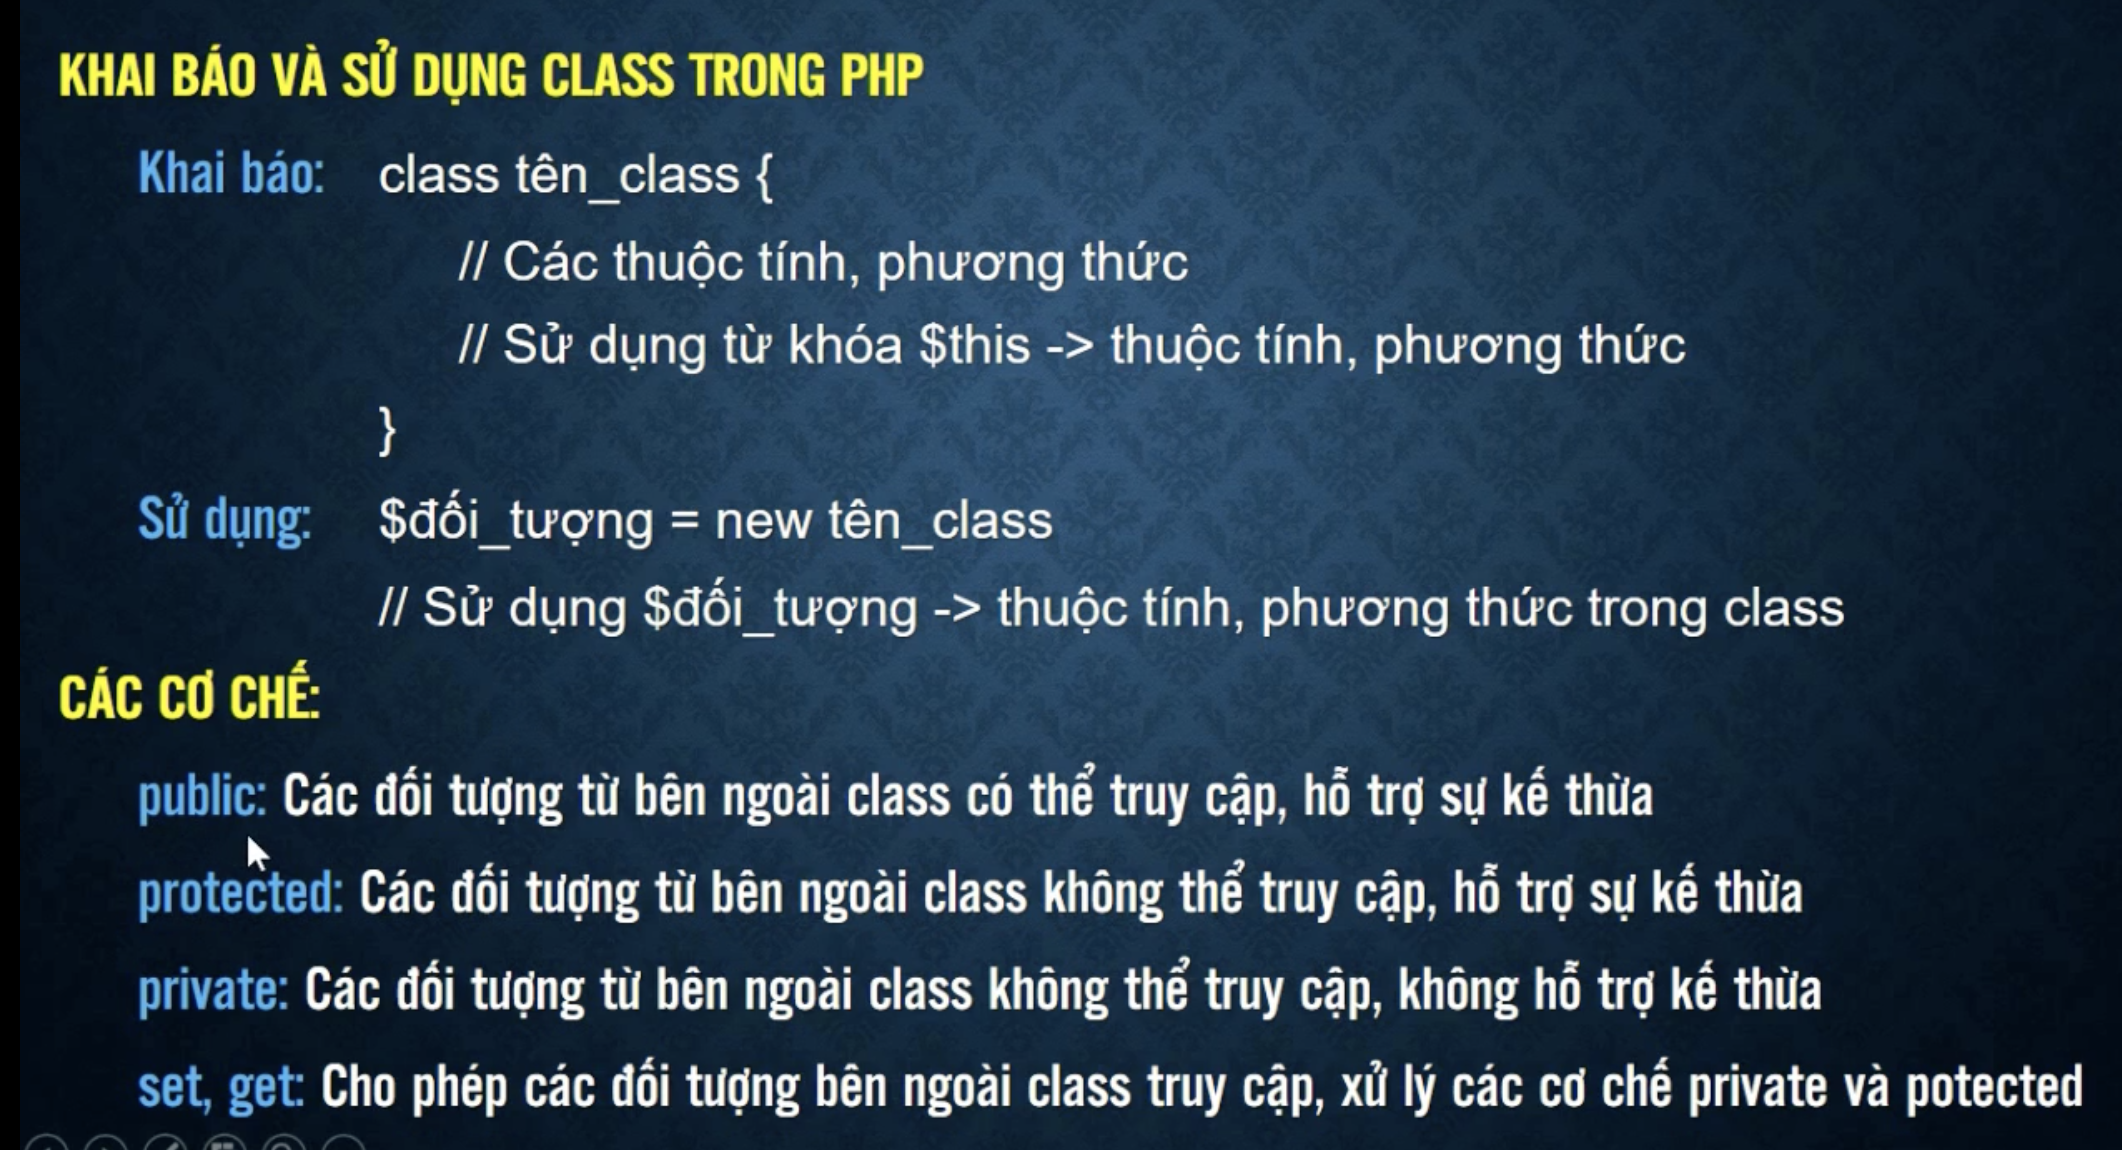 KHAI BÁO VÀ SỬ DỤNG CLASS TRONG PHP
Khai báo: class tên_class {
// Các thuộc tính, phương thức
// Sử dụng từ khóa $this -> thuộc tính, phương thức
}
Sử dụng: $đối_tượng = new tên_class
// Sử dụng $đối_tượng -> thuộc tính, phương thức trong class
CÁC CƠ CHẾ:
public: Các đối tượng từ bên ngoài class có thể truy cập, hỗ trợ sự kế thừa
protected: Các đối tượng từ bên ngoài class không thể truy cập, hỗ trợ sự kế thừa
private: Các đối tượng từ bên ngoài class không thể truy cập, không hỗ trợ kế thừa
set, get: Cho phép các đối tượng bên ngoài class truy cập, xử lý các cơ chế private và potected